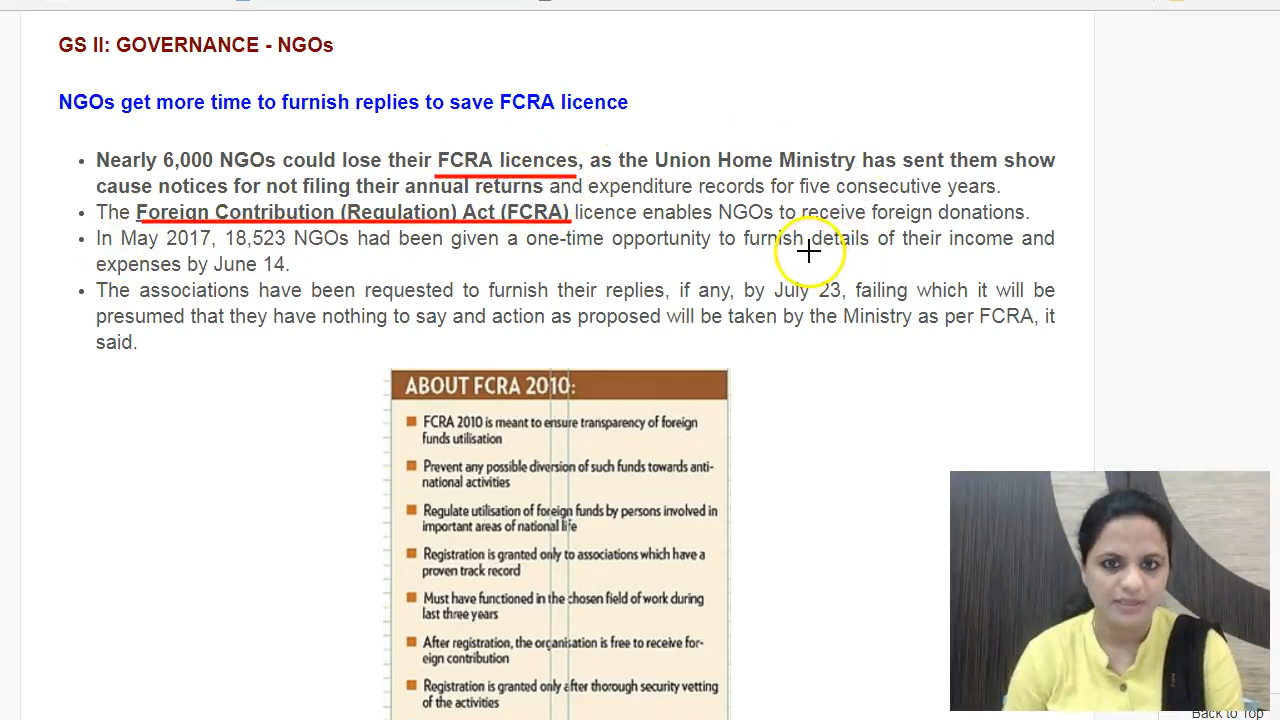 GS II: GOVERNANCE - NGOs
NGOs get more time to furnish replies to save FCRA licence
• Nearly 6,000 NGOs could lose their FCRA licences, as the Union Home Ministry has sent them show
cause notices for not filing their annual returns and expenditure records for five consecutive years.
• The Foreign Contribution (Regulation) Act (FCRA) licence enables NGOs to receive foreign donations.
• In May 2017, 18,523 NGOs had been given a one-time opportunity to furnish details of their income and
expenses by June 14.
• The associations have been requested to furnish their replies, if any, by July 23, failing which it will be
presumed that they have nothing to say and action as proposed will be taken by the Ministry as per FCRA, it
said.
ABOUT FCRA 2010:
FCRA 2010 is meant to ensure transparency of foreign
funds utilisation
Prevent any possible diversion of such funds towards anti-
national activities
Regulate utilisation of foreign funds by persons involved in
important areas of national life
Registration is granted only to associations which have a
proven track record
Must have functioned in the chosen field of work during
last three years
After registration, the organisation is free to receive for-
eign contribution
Registration is granted only after thorough security vetting
of the activities
Back to Top